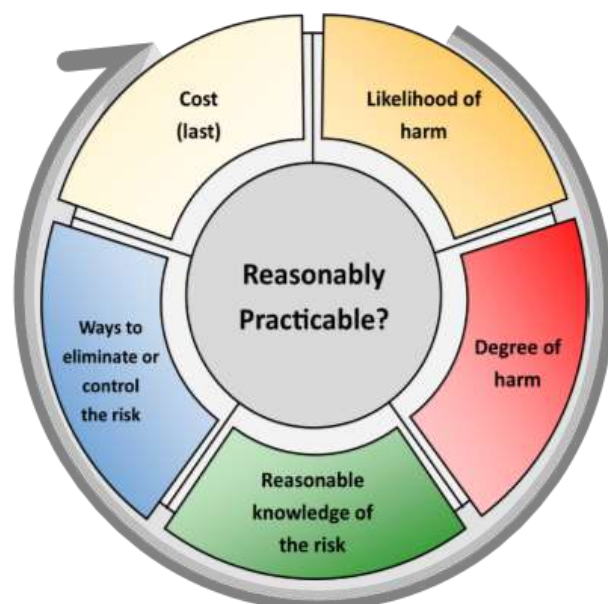 Reasonably
Practicable?
Likelihood of
harm
Degree of
harm
Reasonable
knowledge of
the risk
Ways to
eliminate or
control
the risk
Cost
(last)